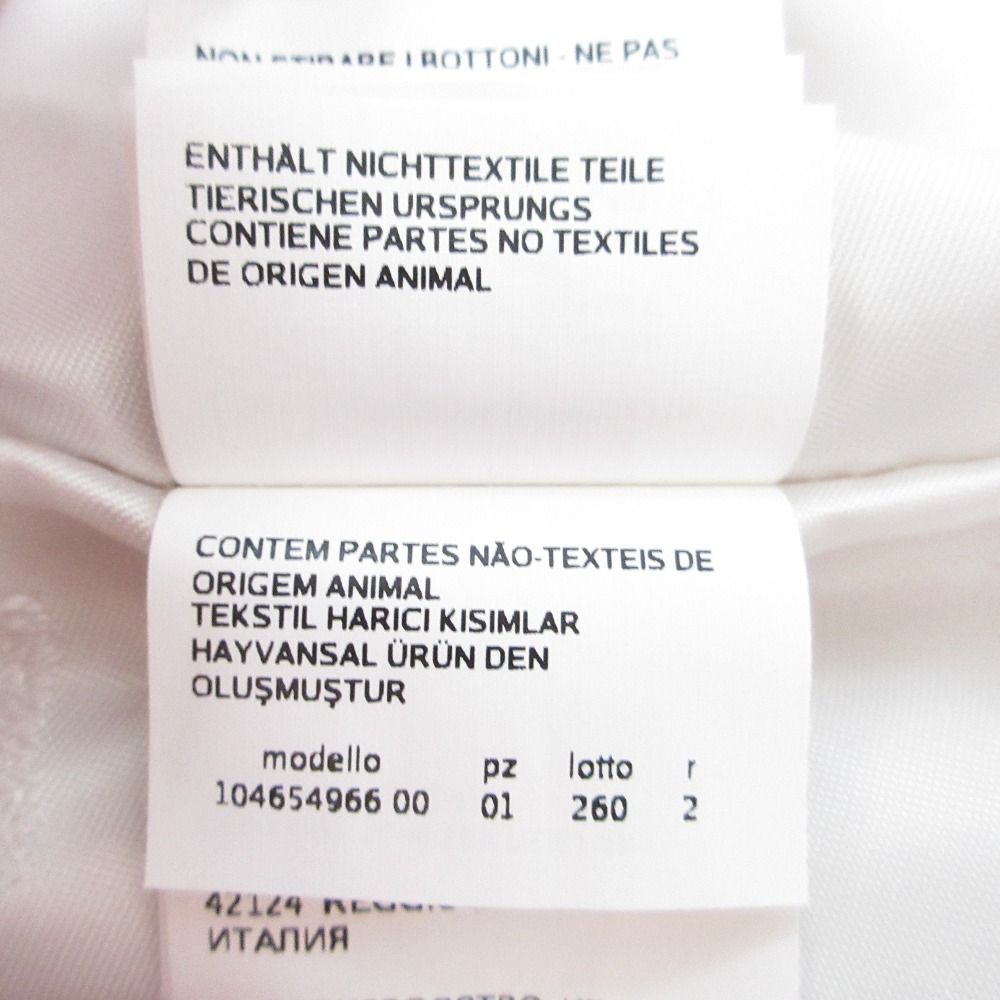 I BOTTONI - NE PAS
ENTHÄLT NICHTTEXTILE TEILE
TIERISCHEN URSPRUNGS
CONTIENE PARTES NO TEXTILES
DE ORIGEN ANIMAL
CONTEM PARTES NÃO-TEXTEIS DE
ORIGEM ANIMAL
TEKSTIL HARICI KISIMLAR
HAYVANSAL ÜRÜN DEN
OLUŞMUŞTUR
modello pz lotto r
104654966 00 01 260 2
42124
ИТАЛИЯ